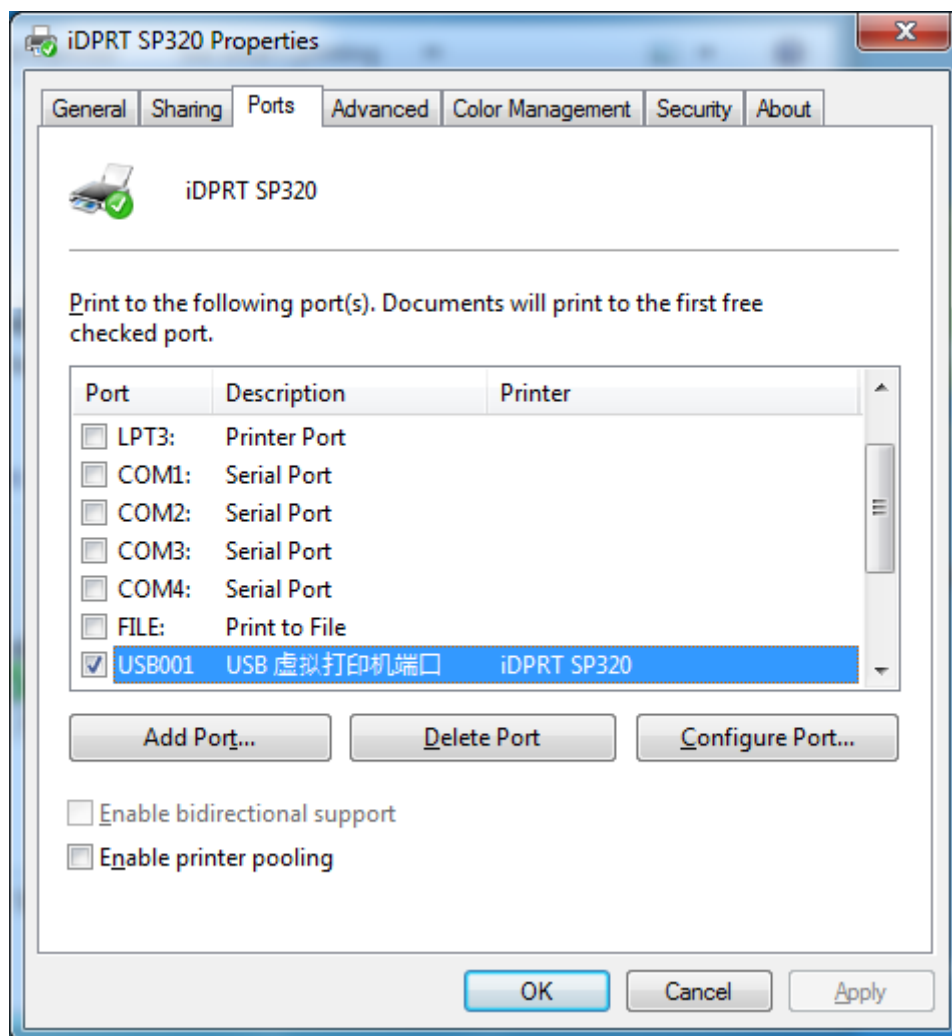 iDPRT SP320 Properties
General Sharing Ports Advanced Color Management Security About
iDPRT SP320
Print to the following port(s). Documents will print to the first free
checked port.
Port Description Printer
LPT3: Printer Port
COM1: Serial Port
COM2: Serial Port
COM3: Serial Port
COM4: Serial Port
FILE: Print to File
USB001 USB 虚拟打印机端口 iDPRT SP320
Add Port... Delete Port Configure Port...
Enable bidirectional support
Enable printer pooling
OK Cancel Apply